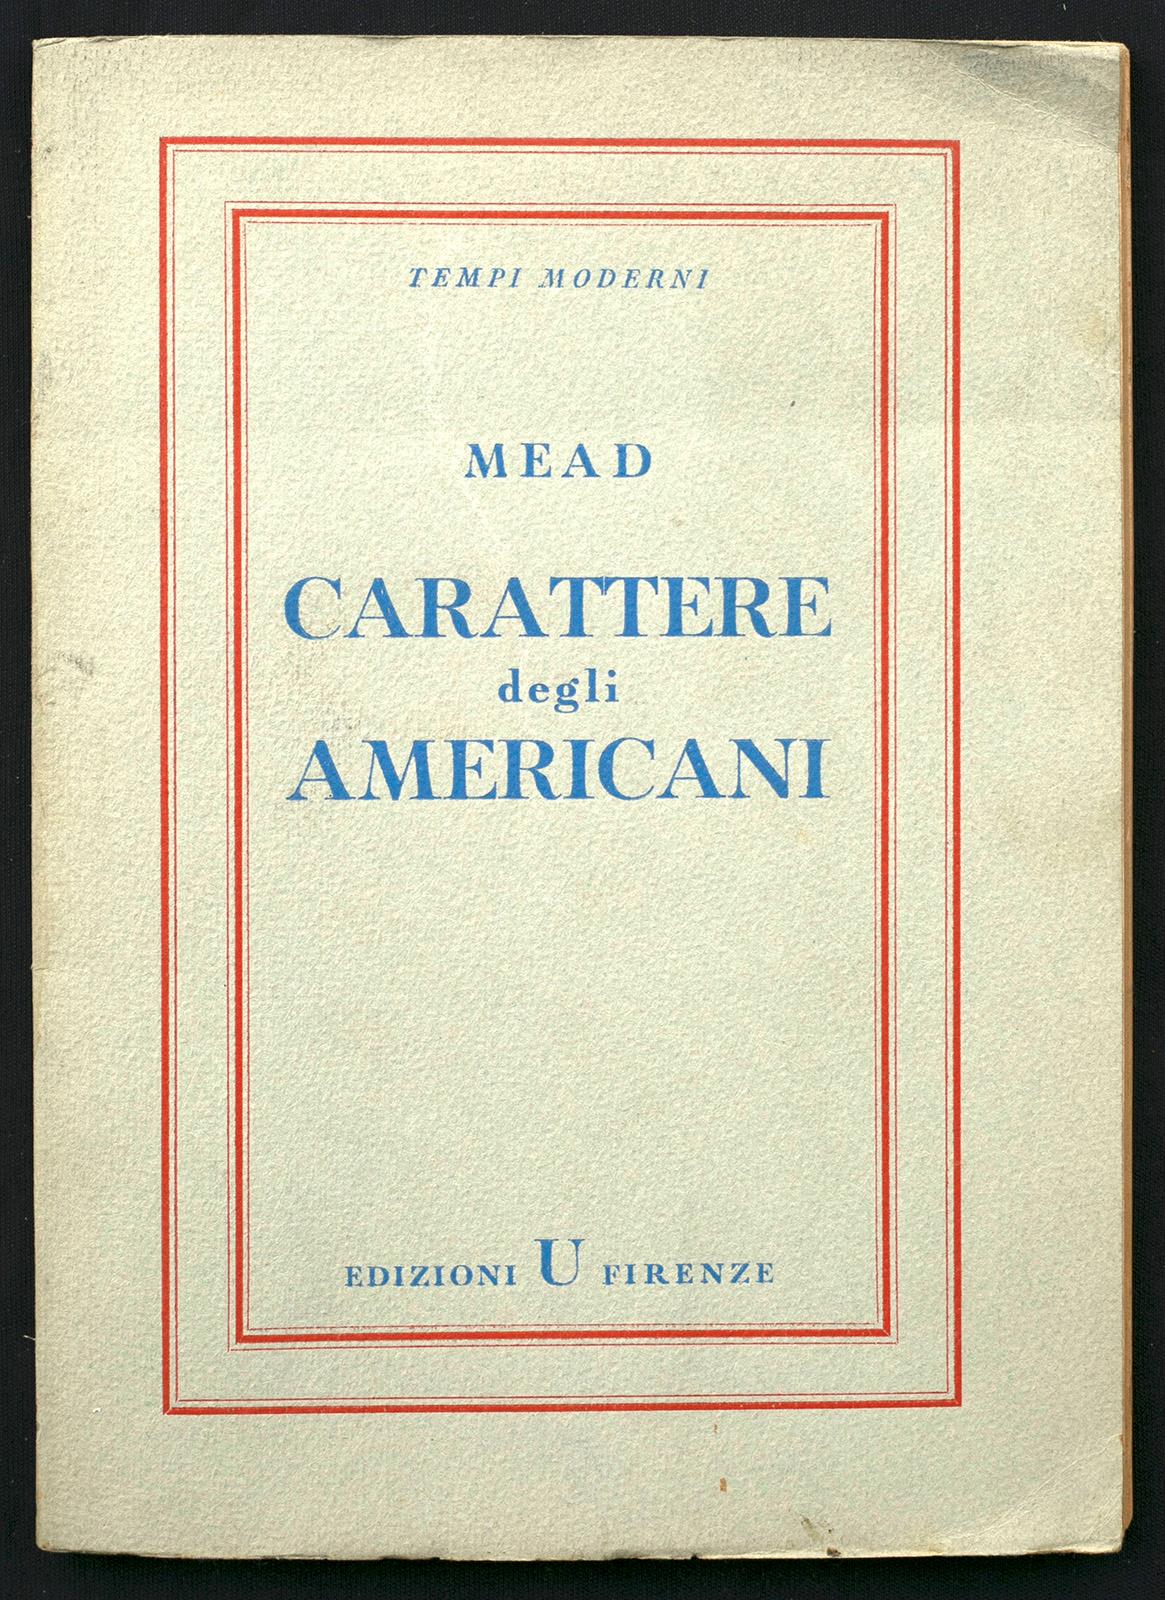 TEMPI MODERNI
MEAD
CARATTERE
degli
AMERICANI
EDIZIONI U FIRENZE